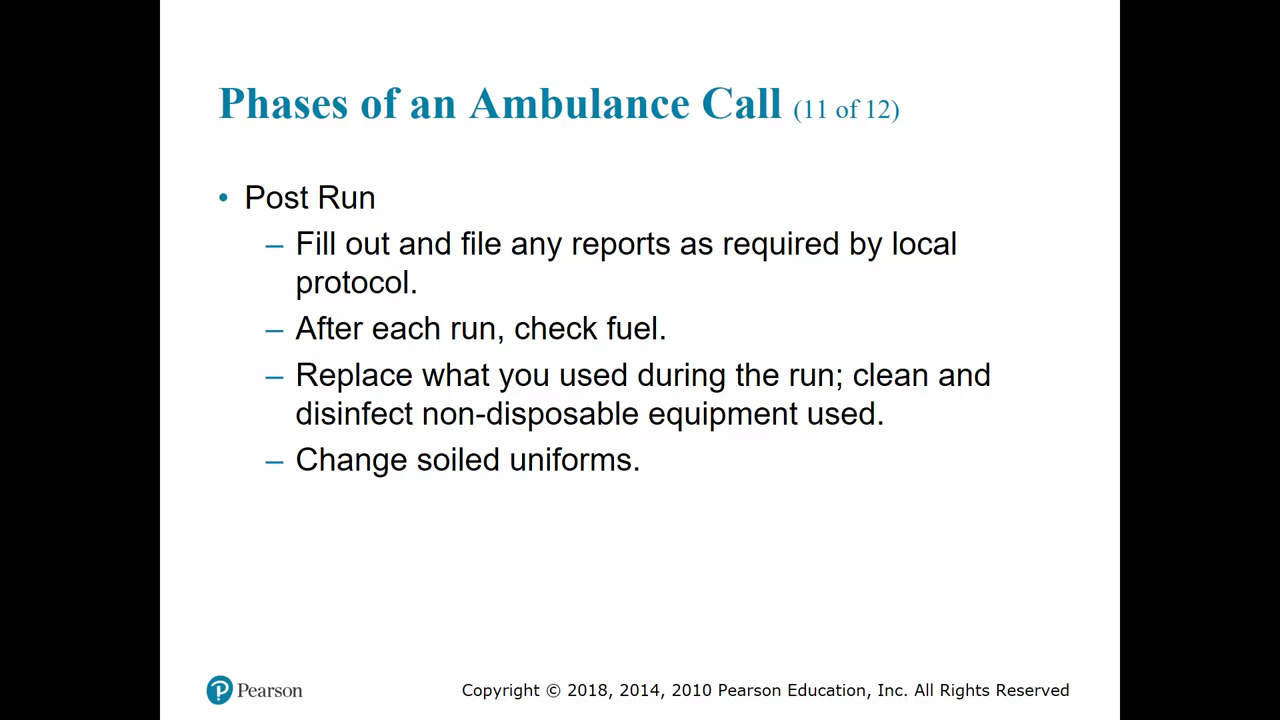 Phases of an Ambulance Call (11 of 12)
• Post Run
– Fill out and file any reports as required by local
protocol.
– After each run, check fuel.
– Replace what you used during the run; clean and
disinfect non-disposable equipment used.
– Change soiled uniforms.
P Pearson
Copyright © 2018, 2014, 2010 Pearson Education, Inc. All Rights Reserved